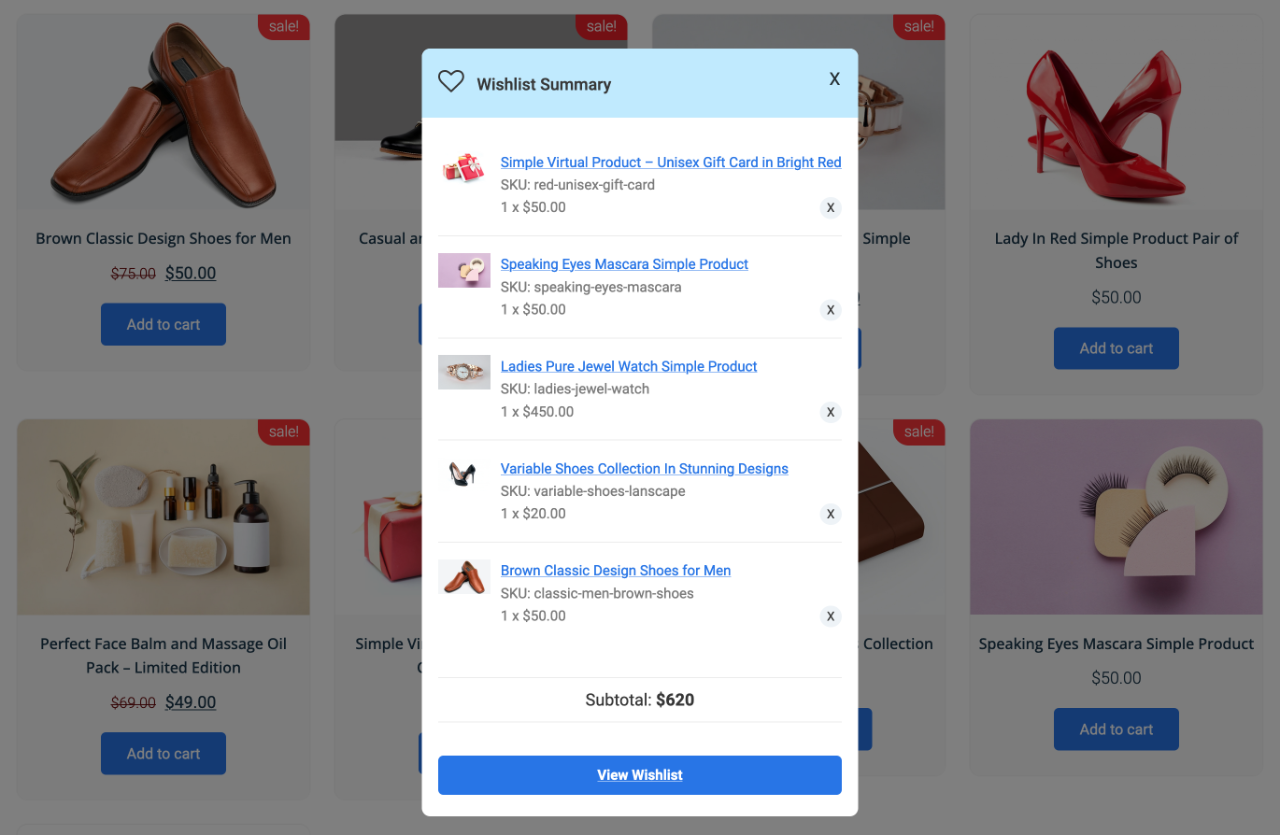 sale!
sale!
sale!
Wishlist Summary
X
Simple Virtual Product – Unisex Gift Card in Bright Red
SKU: red-unisex-gift-card
1 x $50.00
X
Speaking Eyes Mascara Simple Product
SKU: speaking-eyes-mascara
1 x $50.00
X
Ladies Pure Jewel Watch Simple Product
SKU: ladies-jewel-watch
1 x $450.00
X
Variable Shoes Collection In Stunning Designs
SKU: variable-shoes-lanscape
1 x $20.00
X
Brown Classic Design Shoes for Men
SKU: classic-men-brown-shoes
1 x $50.00
X
Subtotal: $620
View Wishlist
Brown Classic Design Shoes for Men
$75.00 $50.00
Add to cart
Casual
Simple
Lady In Red Simple Product Pair of
Shoes
$50.00
Add to cart
sale!
sale!
Perfect Face Balm and Massage Oil
Pack – Limited Edition
$69.00 $49.00
Add to cart
Simple
Collection
Speaking Eyes Mascara Simple Product
$50.00
Add to cart